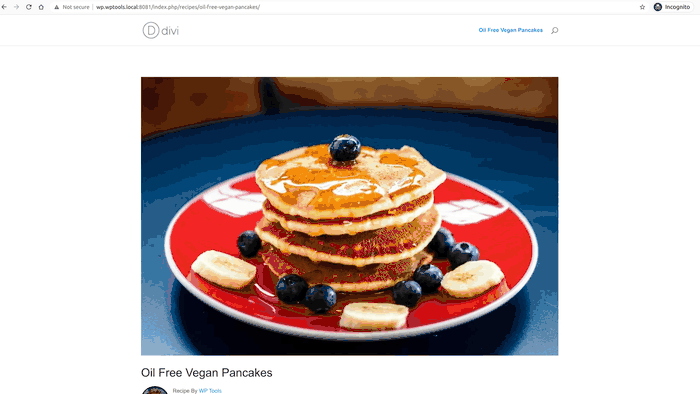 Not secure | wp.wptools.local:8081/index.php/recipes/oil-free-vegan-pancakes/
Incognito
D divi
Oil Free Vegan Pancakes
Oil Free Vegan Pancakes
Recipe By WP Tools